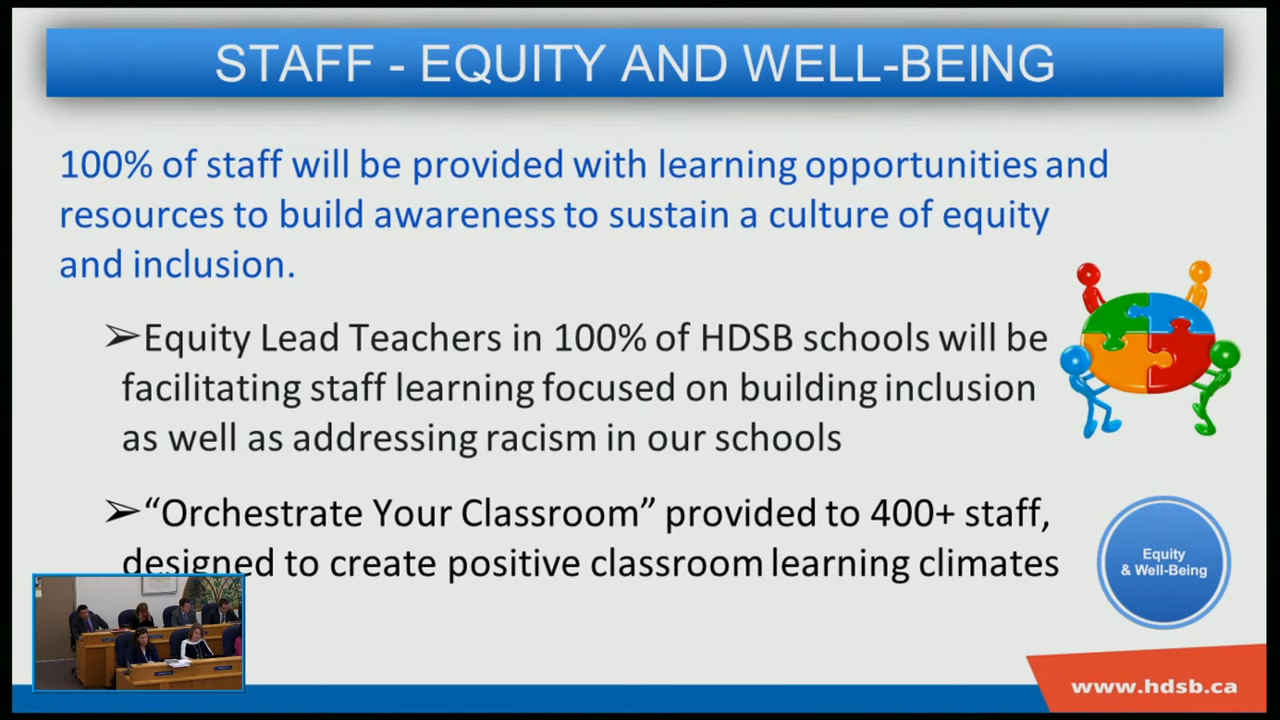 STAFF - EQUITY AND WELL-BEING
100% of staff will be provided with learning opportunities and
resources to build awareness to sustain a culture of equity
and inclusion.
➢Equity Lead Teachers in 100% of HDSB schools will be
facilitating staff learning focused on building inclusion
as well as addressing racism in our schools
➢“Orchestrate Your Classroom” provided to 400+ staff,
designed to create positive classroom learning climates
Equity
& Well-Being
www.hdsb.ca